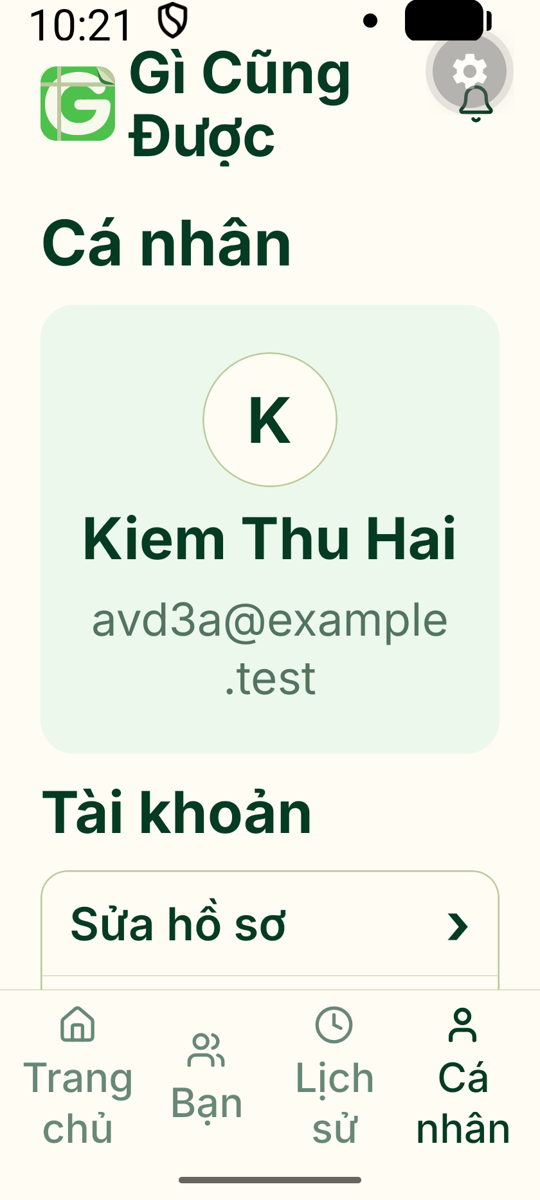 10:21
Gì Cũng
Được
Cá nhân
K
Kiem Thu Hai
avd3a@example
.test
Tài khoản
Sửa hồ sơ
Trang
chủ
Bạn
Lịch
sử
Cá
nhân